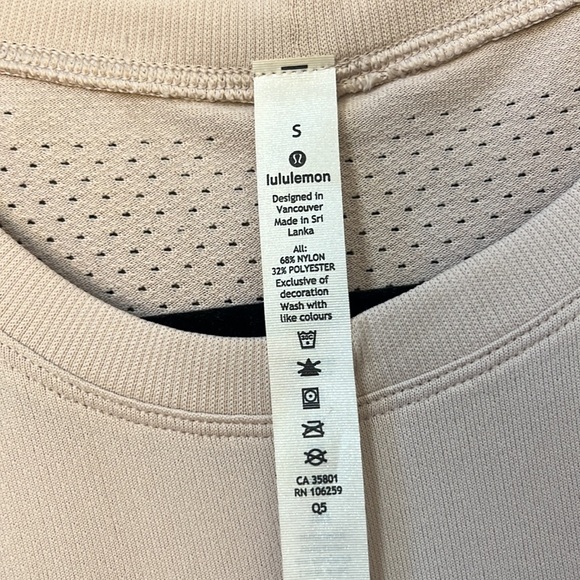 S
lululemon
Designed in
Vancouver
Made in Sri
Lanka
All:
68% NYLON
32% POLYESTER
Exclusive of
decoration
Wash with
like colours
CA 35801
RN 106259
Q5